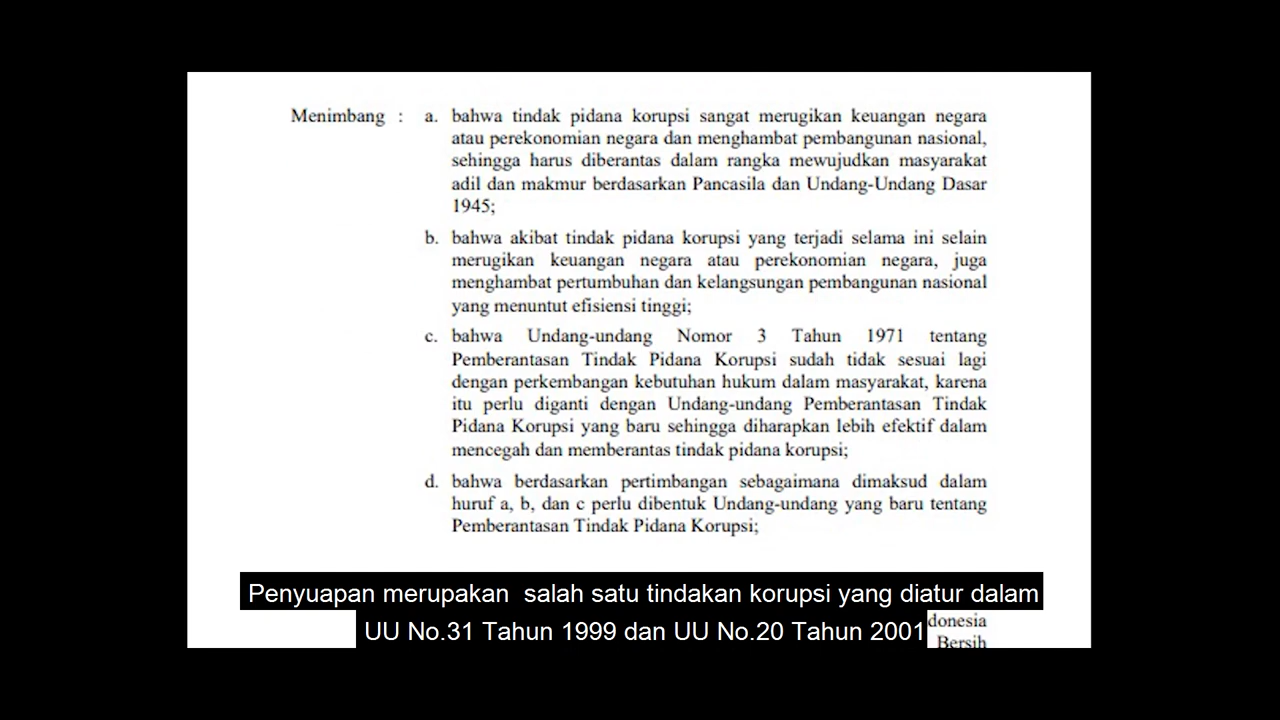 Menimbang : a. bahwa tindak pidana korupsi sangat merugikan keuangan negara
atau perekonomian negara dan menghambat pembangunan nasional,
sehingga harus diberantas dalam rangka mewujudkan masyarakat
adil dan makmur berdasarkan Pancasila dan Undang-Undang Dasar
1945;
b. bahwa akibat tindak pidana korupsi yang terjadi selama ini selain
merugikan keuangan negara atau perekonomian negara, juga
menghambat pertumbuhan dan kelangsungan pembangunan nasional
yang menuntut efisiensi tinggi;
c. bahwa Undang-undang Nomor 3 Tahun 1971 tentang
Pemberantasan Tindak Pidana Korupsi sudah tidak sesuai lagi
dengan perkembangan kebutuhan hukum dalam masyarakat, karena
itu perlu diganti dengan Undang-undang Pemberantasan Tindak
Pidana Korupsi yang baru sehingga diharapkan lebih efektif dalam
mencegah dan memberantas tindak pidana korupsi;
d. bahwa berdasarkan pertimbangan sebagaimana dimaksud dalam
huruf a, b, dan c perlu dibentuk Undang-undang yang baru tentang
Pemberantasan Tindak Pidana Korupsi;
Penyuapan merupakan  salah satu tindakan korupsi yang diatur dalam
UU No.31 Tahun 1999 dan UU No.20 Tahun 2001
donesia
Bersih